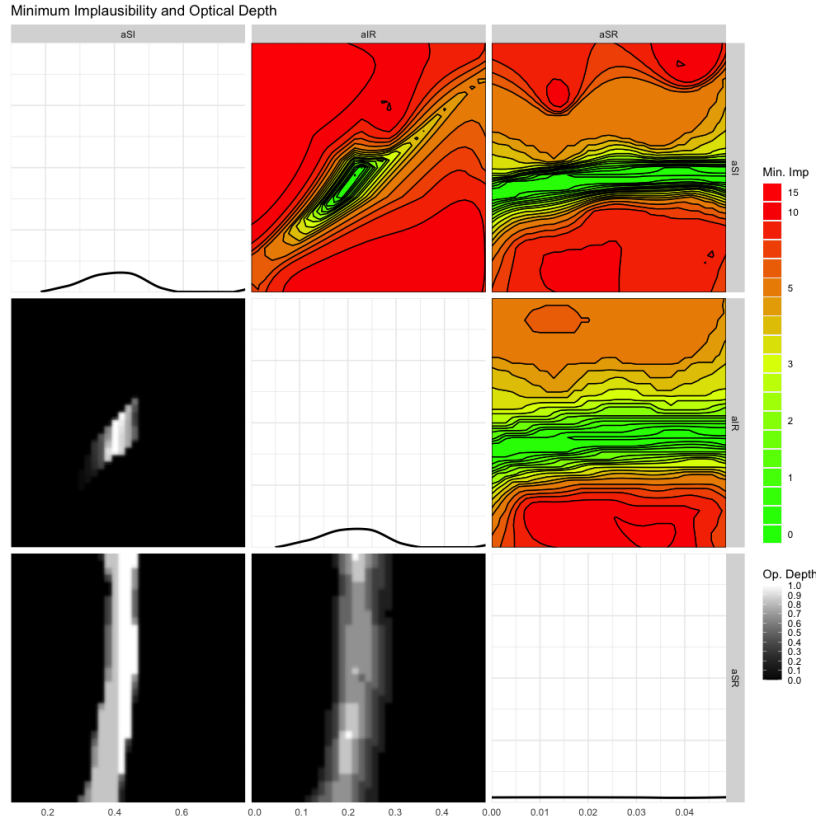 Minimum Implausibility and Optical Depth
aSI
aIR
aSR
aSI
aIR
aSR
Min. Imp
15
10
5
3
2
1
0
Op. Depth
1.0
0.9
0.8
0.7
0.6
0.5
0.4
0.3
0.2
0.1
0.0
0.2 0.4 0.6
0.0 0.1 0.2 0.3 0.4
0.00 0.01 0.02 0.03 0.04